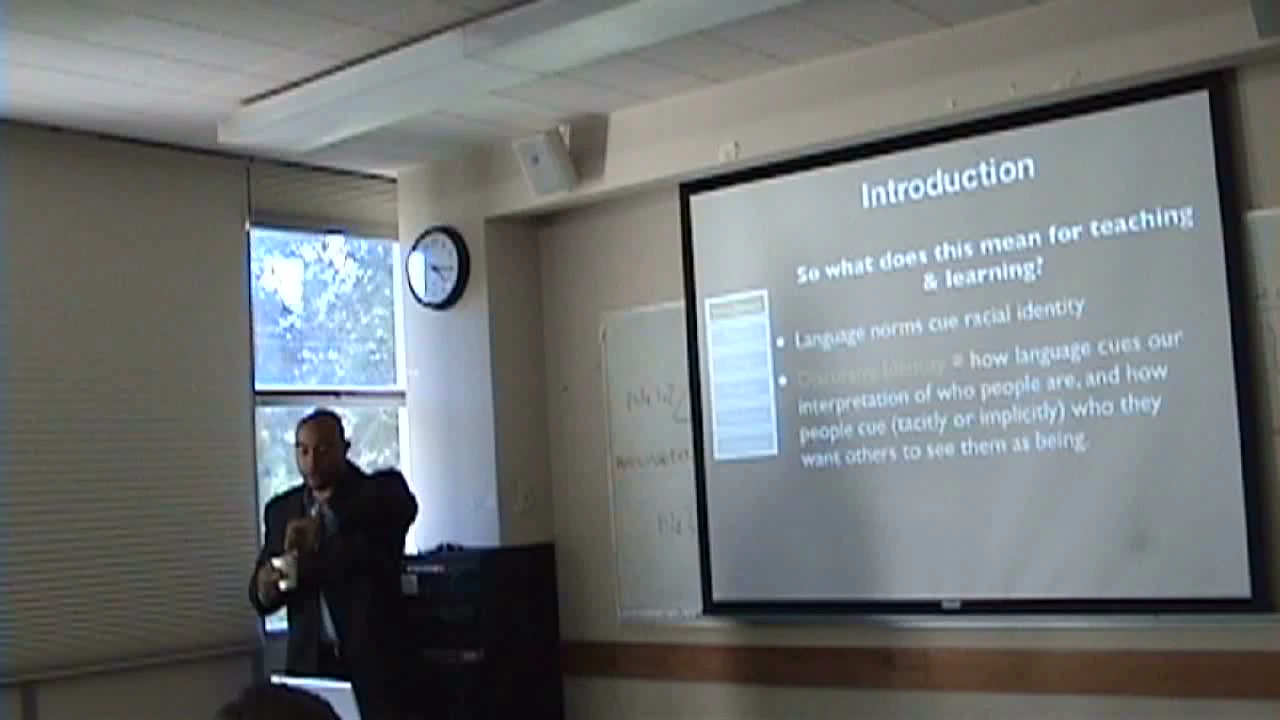 Introduction
So what does this mean for teaching
& learning?
• Language norms cue racial identity
• Discursive Identity = how language cues our
interpretation of who people are, and how
people cue (tacitly or implicitly) who they
want others to see them as being.